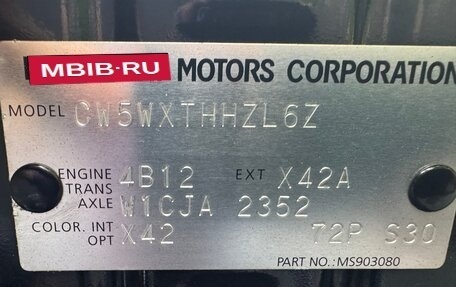 MBIB-RU MOTORS CORPORATION
MODEL CW5WXTHHZL6Z
ENGINE 4B12 EXT X42A
TRANS
AXLE W1CJA 2352
COLOR. INT X42 72P S30
OPT
PART NO.: MS903080